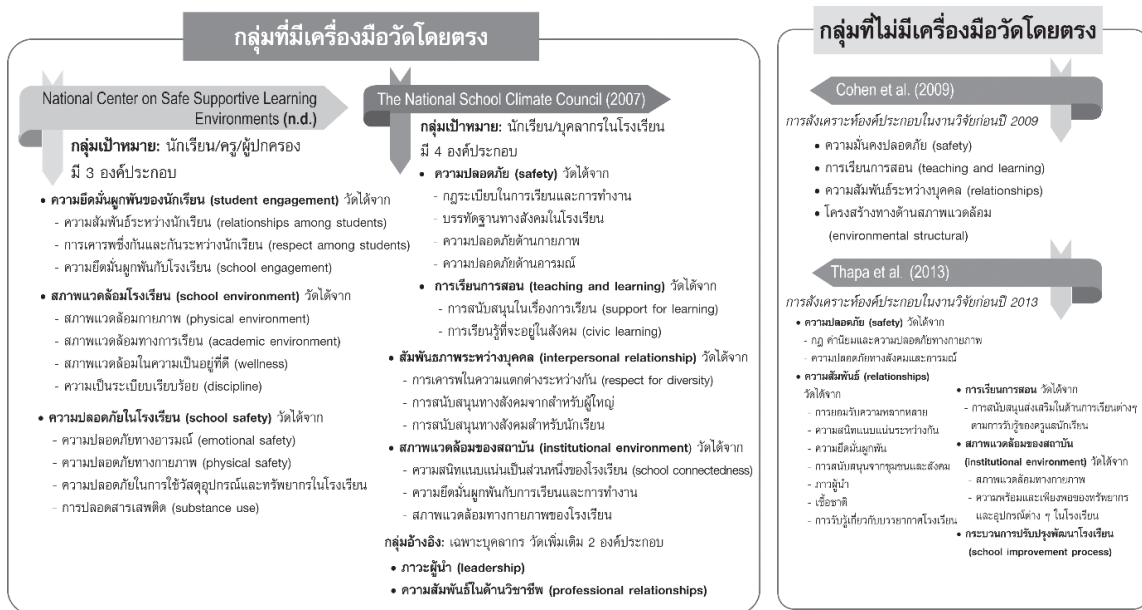 กลุ่มที่มีเครื่องมือวัดโดยตรง
National Center on Safe Supportive Learning
Environments (n.d.)
กลุ่มเป้าหมาย: นักเรียน/ครู/ผู้ปกครอง
มี 3 องค์ประกอบ
• ความยึดมั่นผูกพันของนักเรียน (student engagement) วัดได้จาก
- ความสัมพันธ์ระหว่างนักเรียน (relationships among students)
- การเคารพซึ่งกันและกันระหว่างนักเรียน (respect among students)
- ความยึดมั่นผูกพันกับโรงเรียน (school engagement)
• สภาพแวดล้อมโรงเรียน (school environment) วัดได้จาก
- สภาพแวดล้อมกายภาพ (physical environment)
- สภาพแวดล้อมทางการเรียน (academic environment)
- สภาพแวดล้อมในความเป็นอยู่ที่ดี (wellness)
- ความเป็นระเบียบเรียบร้อย (discipline)
• ความปลอดภัยในโรงเรียน (school safety) วัดได้จาก
- ความปลอดภัยทางอารมณ์ (emotional safety)
- ความปลอดภัยทางกายภาพ (physical safety)
- ความปลอดภัยในการใช้วัสดุอุปกรณ์และทรัพยากรในโรงเรียน
- การปลอดสารเสพติด (substance use)
The National School Climate Council (2007)
กลุ่มเป้าหมาย: นักเรียน/บุคลากรในโรงเรียน
มี 4 องค์ประกอบ
• ความปลอดภัย (safety) วัดได้จาก
- กฎระเบียบในการเรียนและการทำงาน
- บรรทัดฐานทางสังคมในโรงเรียน
- ความปลอดภัยด้านกายภาพ
- ความปลอดภัยด้านอารมณ์
• การเรียนการสอน (teaching and learning) วัดได้จาก
- การสนับสนุนในเรื่องการเรียน (support for learning)
- การเรียนรู้ที่จะอยู่ในสังคม (civic learning)
• สัมพันธภาพระหว่างบุคคล (interpersonal relationship) วัดได้จาก
- การเคารพในความแตกต่างระหว่างกัน (respect for diversity)
- การสนับสนุนทางสังคมจากสำหรับผู้ใหญ่
- การสนับสนุนทางสังคมสำหรับนักเรียน
• สภาพแวดล้อมของสถาบัน (institutional environment) วัดได้จาก
- ความสนิทแนบแน่นเป็นส่วนหนึ่งของโรงเรียน (school connectedness)
- ความยึดมั่นผูกพันกับการเรียนและการทำงาน
- สภาพแวดล้อมทางกายภาพของโรงเรียน
กลุ่มอ้างอิง: เฉพาะบุคลากร วัดเพิ่มเติม 2 องค์ประกอบ
• ภาวะผู้นำ (leadership)
• ความสัมพันธ์ในด้านวิชาชีพ (professional relationships)
กลุ่มที่ไม่มีเครื่องมือวัดโดยตรง
Cohen et al. (2009)
การสังเคราะห์องค์ประกอบในงานวิจัยก่อนปี 2009
• ความมั่นคงปลอดภัย (safety)
• การเรียนการสอน (teaching and learning)
• ความสัมพันธ์ระหว่างบุคคล (relationships)
• โครงสร้างทางด้านสภาพแวดล้อม
(environmental structural)
Thapa et al. (2013)
การสังเคราะห์องค์ประกอบในงานวิจัยก่อนปี 2013
• ความปลอดภัย (safety) วัดได้จาก
- กฎ ค่านิยมและความปลอดภัยทางกายภาพ
- ความปลอดภัยทางสังคมและอารมณ์
• ความสัมพันธ์ (relationships)
วัดได้จาก
- การยอมรับความหลากหลาย
- ความสนิทแนบแน่นระหว่างกัน
- ความยึดมั่นผูกพัน
- การสนับสนุนจากชุมชนและสังคม
- ภาวผู้นำ
- เชื้อชาติ
- การรับรู้เกี่ยวกับบรรยากาศโรงเรียน
• การเรียนการสอน วัดได้จาก
- การสนับสนุนส่งเสริมในด้านการเรียนต่างๆ
ตามการรับรู้ของครูแลนักเรียน
• สภาพแวดล้อมของสถาบัน
(institutional environment) วัดได้จาก
- สภาพแวดล้อมทางกายภาพ
- ความพร้อมและเพียงพอของทรัพยากร
และอุปกรณ์ต่าง ๆ ในโรงเรียน
• กระบวนการปรับปรุงพัฒนาโรงเรียน
(school improvement process)